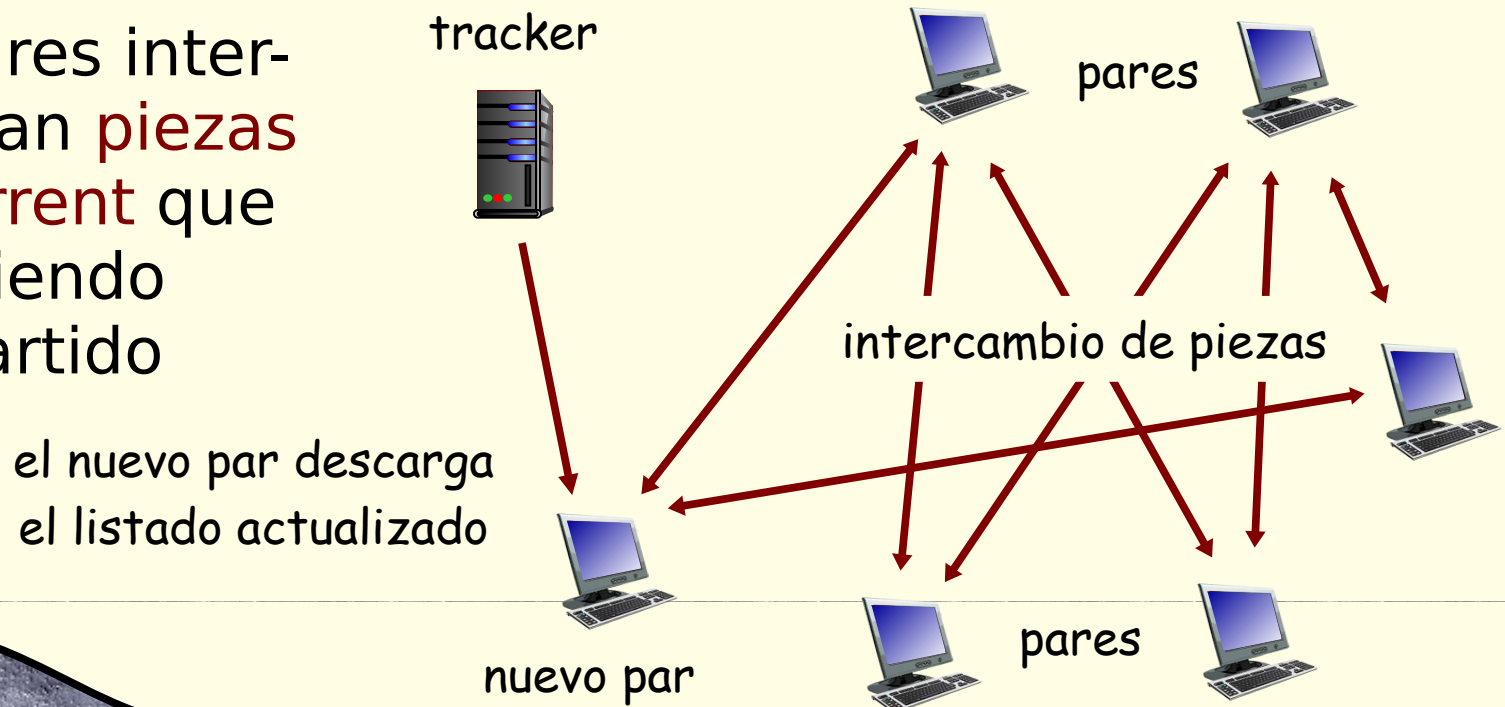 res inter-
an piezas
rrent que
iendo
artido
tracker
pares
intercambio de piezas
el nuevo par descarga
el listado actualizado
nuevo par
pares